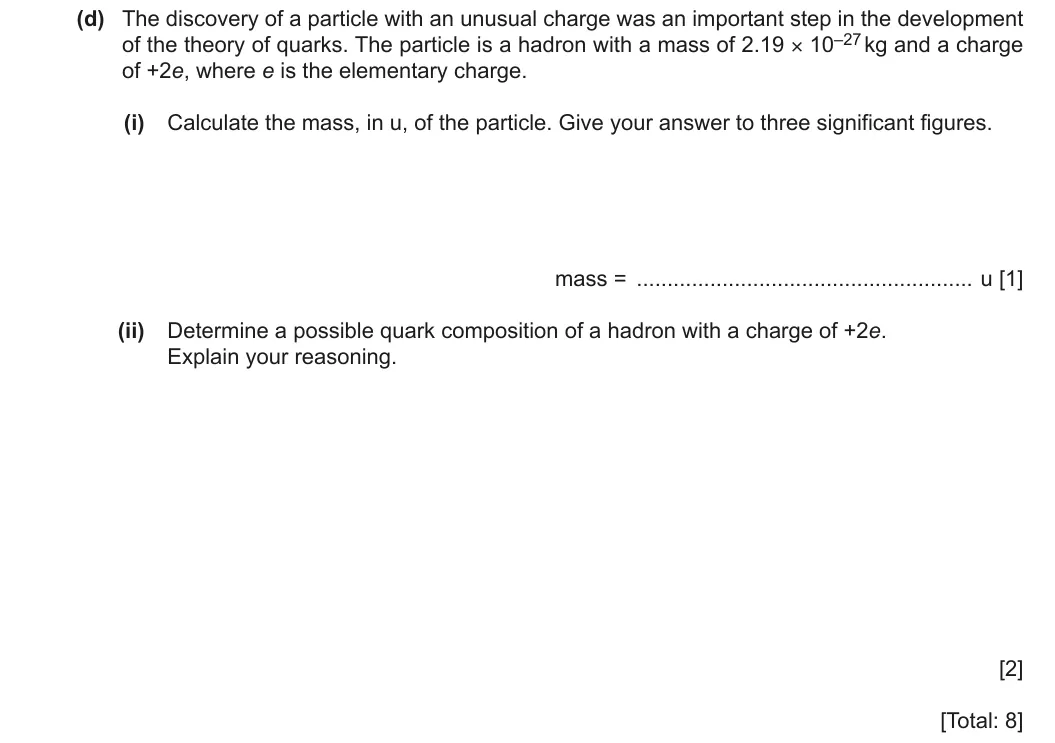 (d) The discovery of a particle with an unusual charge was an important step in the development
of the theory of quarks. The particle is a hadron with a mass of 2.19 × 10⁻²⁷ kg and a charge
of +2e, where e is the elementary charge.
(i) Calculate the mass, in u, of the particle. Give your answer to three significant figures.
mass = ........................................................ u [1]
(ii) Determine a possible quark composition of a hadron with a charge of +2e.
Explain your reasoning.
[2]
[Total: 8]